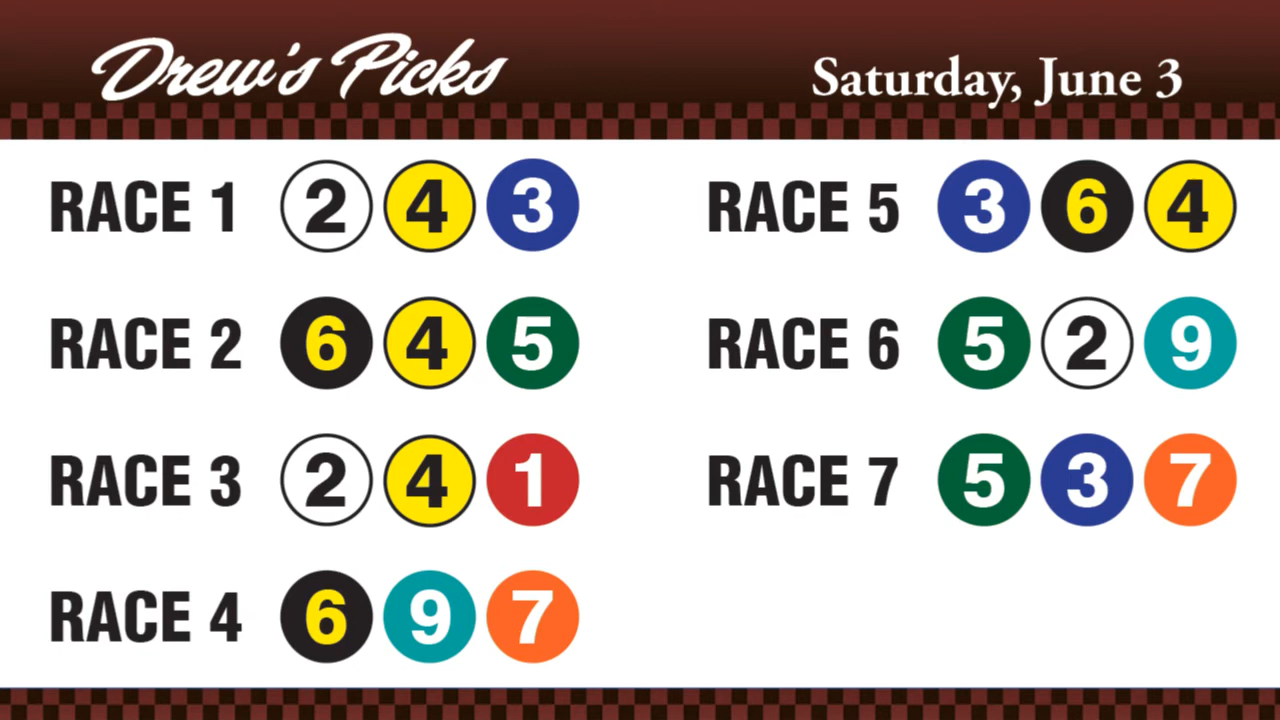 Drew's Picks
Saturday, June 3
RACE 1 2 4 3
RACE 2 6 4 5
RACE 3 2 4 1
RACE 4 6 9 7
RACE 5 3 6 4
RACE 6 5 2 9
RACE 7 5 3 7